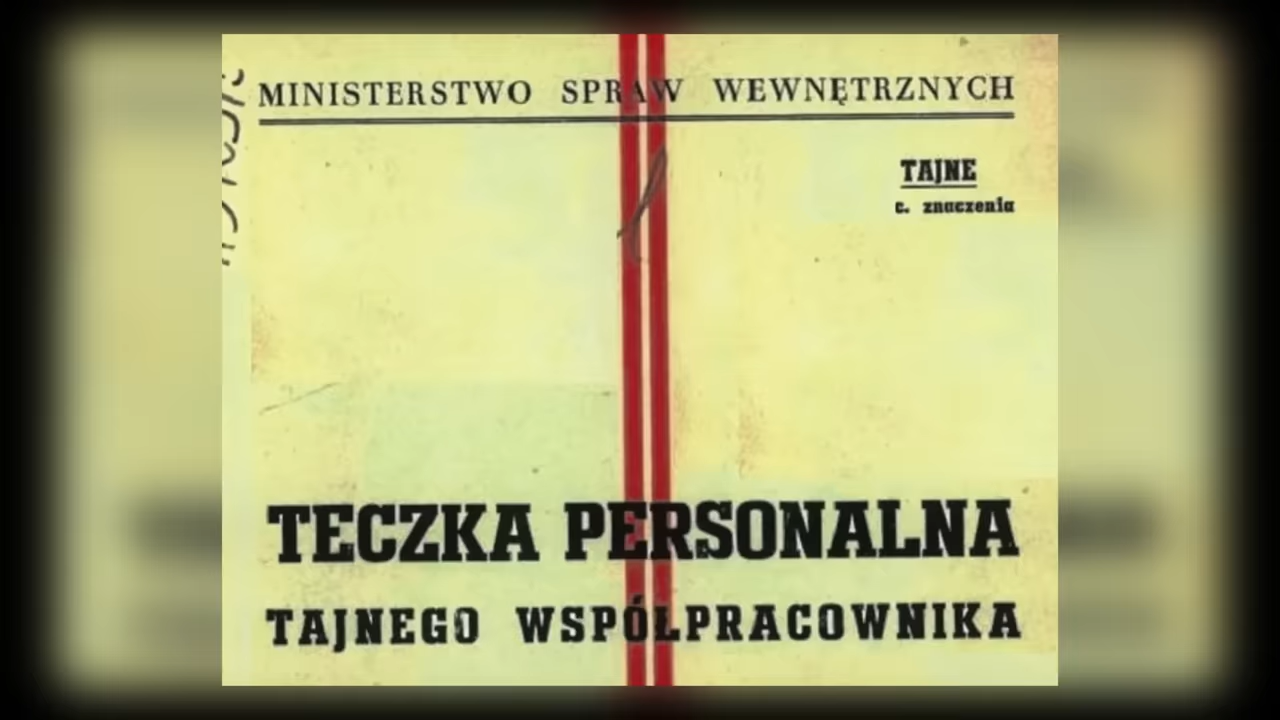 MINISTERSTWO SPRAW WEWNĘTRZNYCH
TAJNE
c. znaczenia
TECZKA PERSONALNA
TAJNEGO WSPÓŁPRACOWNIKA